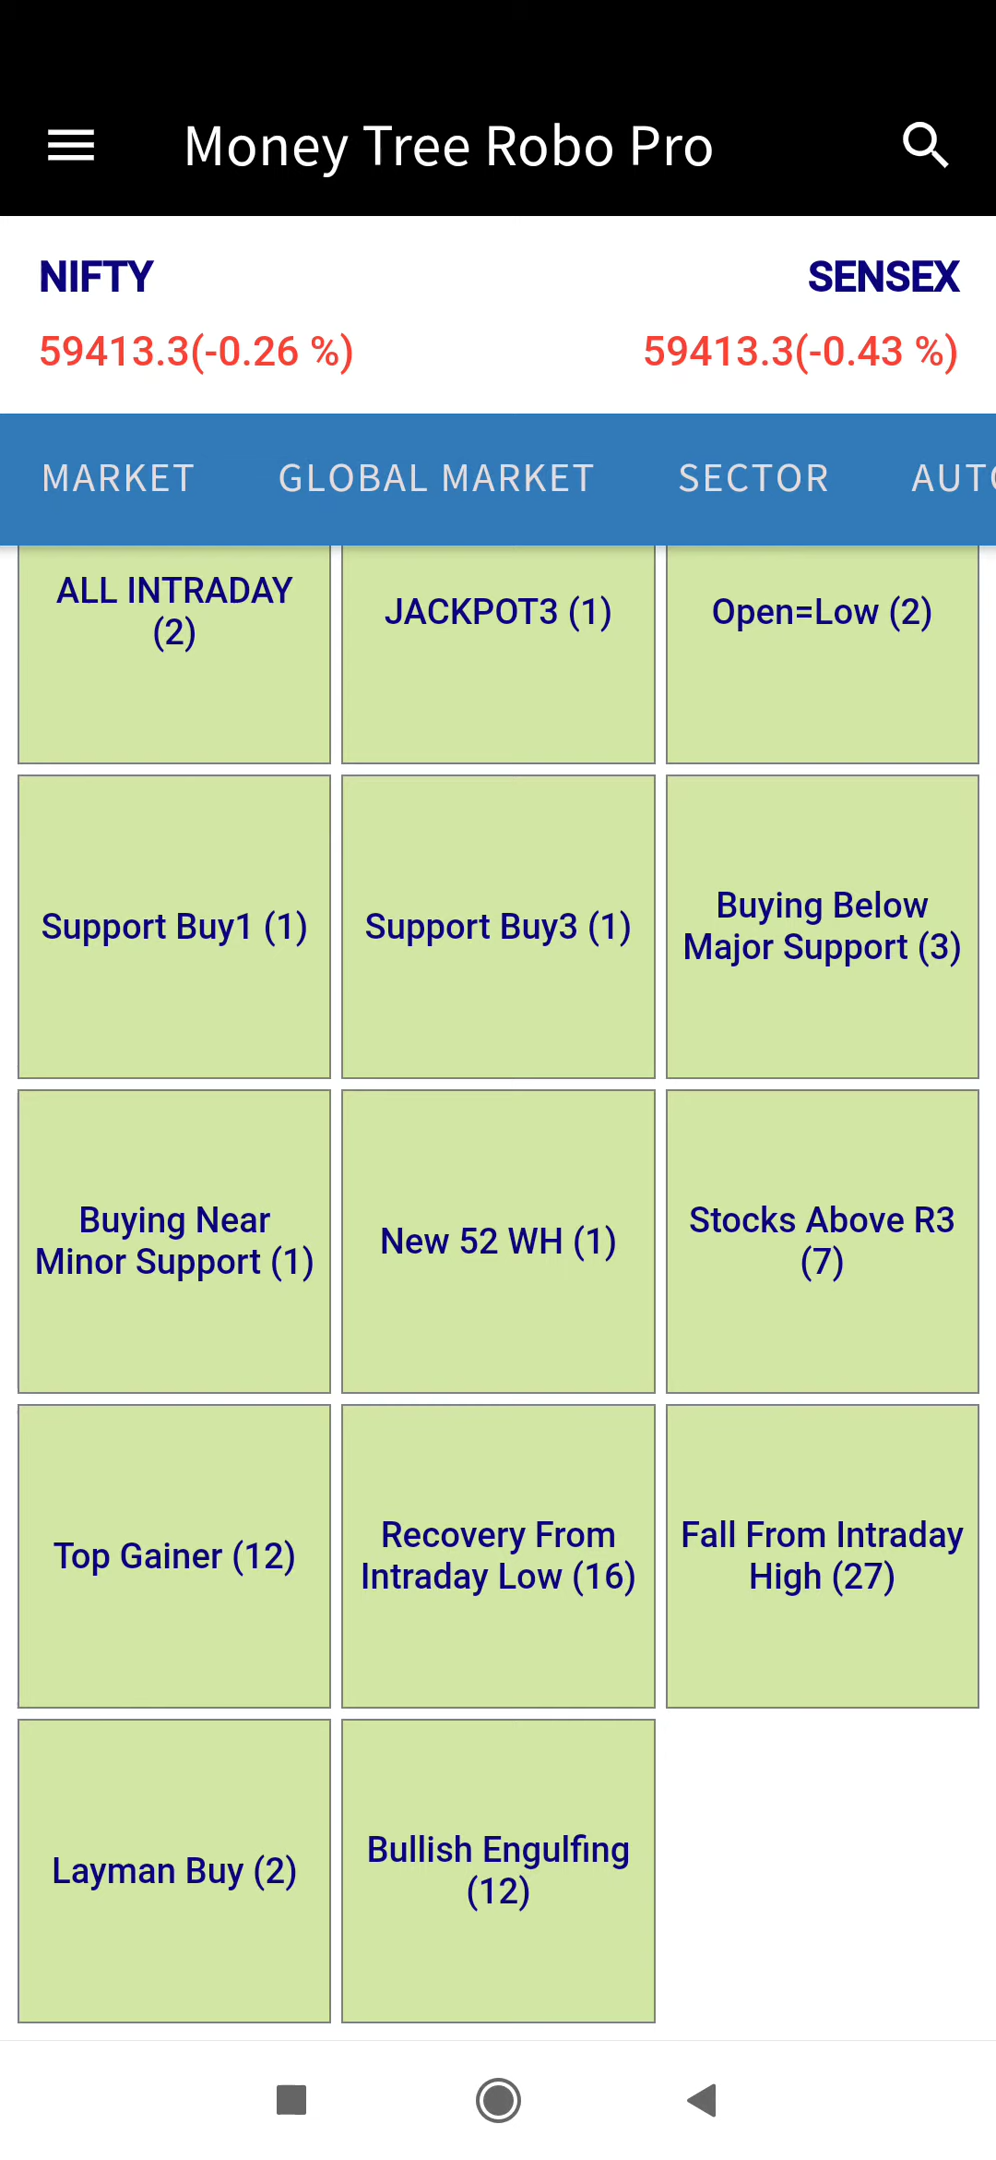 Money Tree Robo Pro
NIFTY
SENSEX
59413.3(-0.26 %)
59413.3(-0.43 %)
MARKET
GLOBAL MARKET
SECTOR
AUTO
ALL INTRADAY
(2)
JACKPOT3 (1)
Open=Low (2)
Support Buy1 (1)
Support Buy3 (1)
Buying Below
Major Support (3)
Buying Near
Minor Support (1)
New 52 WH (1)
Stocks Above R3
(7)
Top Gainer (12)
Recovery From
Intraday Low (16)
Fall From Intraday
High (27)
Layman Buy (2)
Bullish Engulfing
(12)